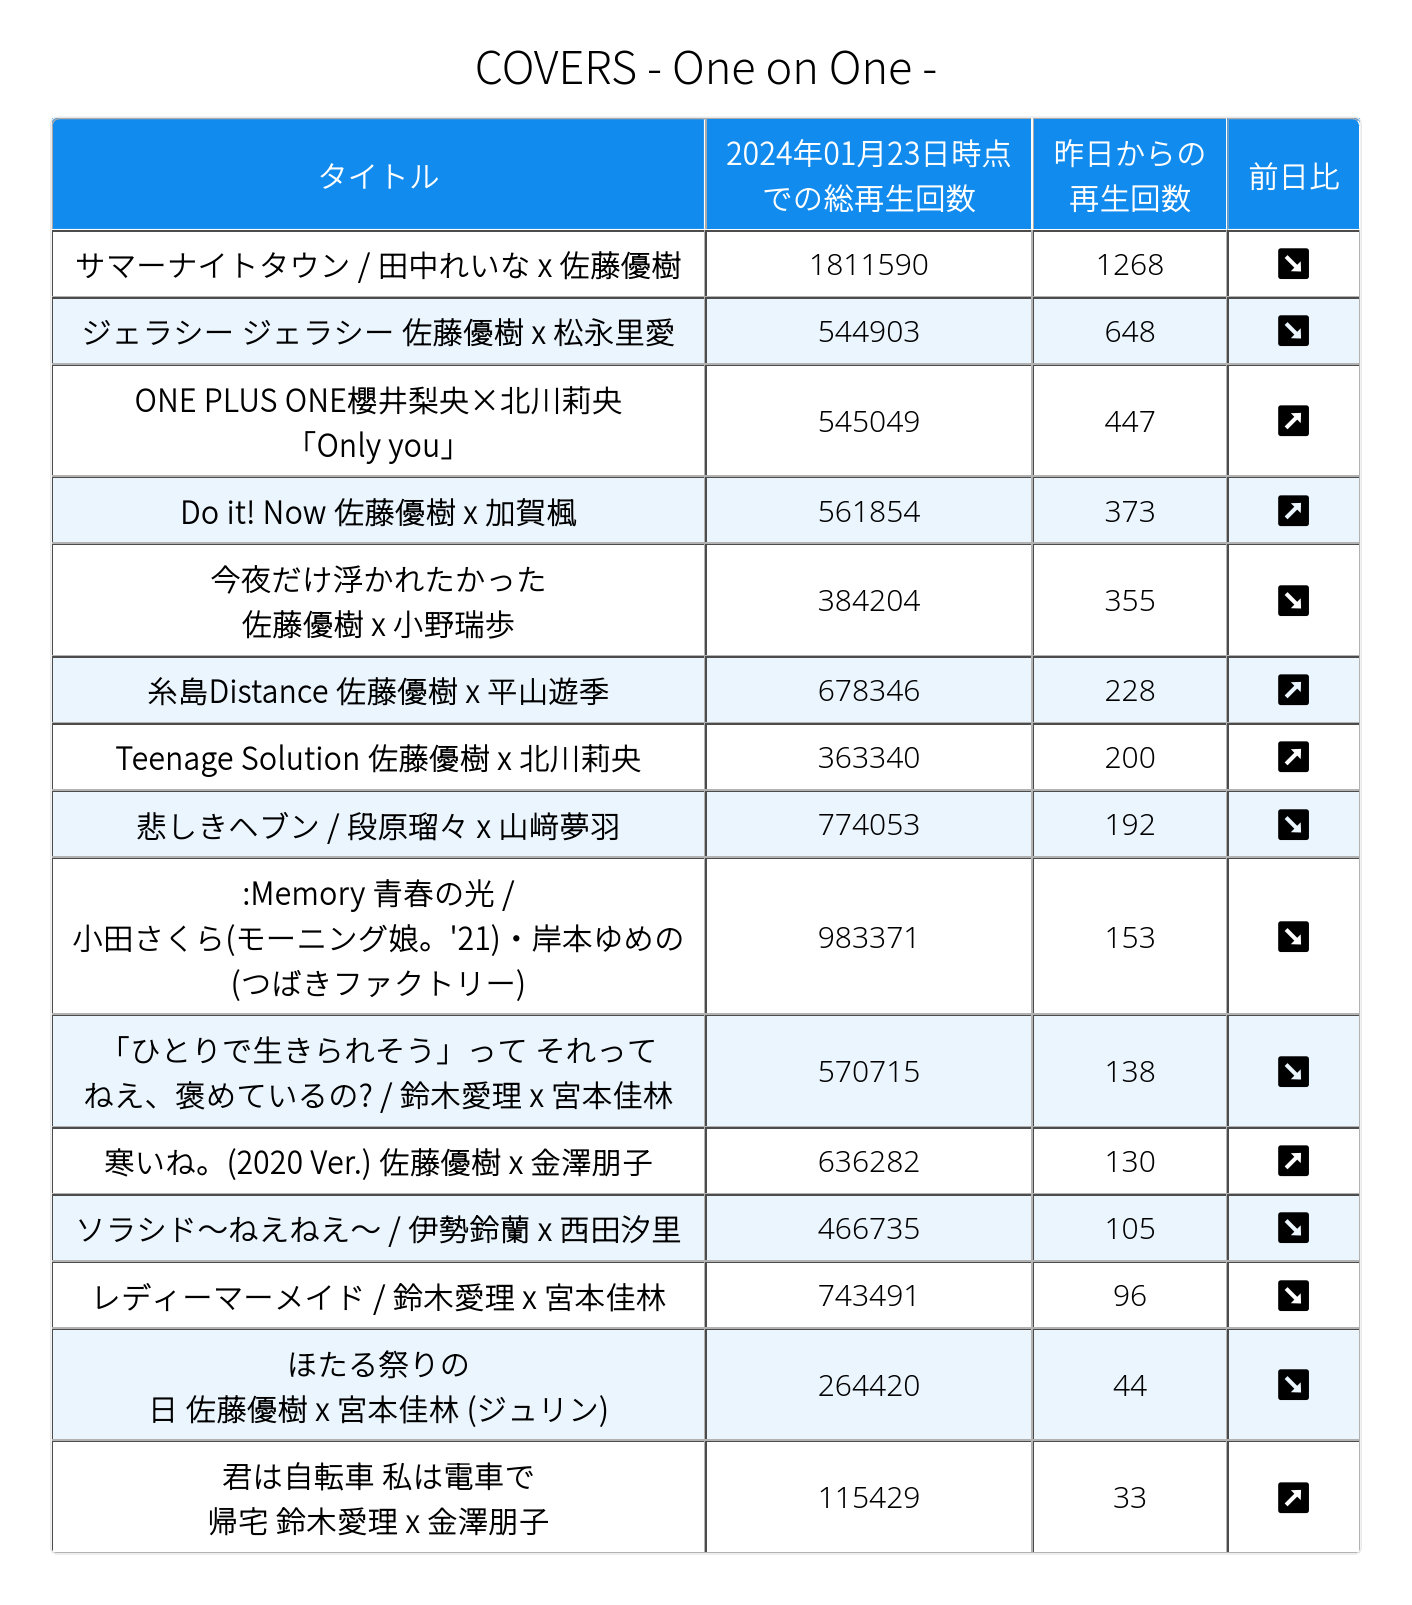 COVERS - One on One -
タイトル
2024年01月23日時点
での総再生回数
昨日からの
再生回数
前日比
サマーナイトタウン / 田中れいな x 佐藤優樹
1811590
1268
ジェラシー ジェラシー 佐藤優樹 x 松永里愛
544903
648
ONE PLUS ONE櫻井梨央×北川莉央
「Only you」
545049
447
Do it! Now 佐藤優樹 x 加賀楓
561854
373
今夜だけ浮かれたかった
佐藤優樹 x 小野瑞歩
384204
355
糸島Distance 佐藤優樹 x 平山遊季
678346
228
Teenage Solution 佐藤優樹 x 北川莉央
363340
200
悲しきヘブン / 段原瑠々 x 山﨑夢羽
774053
192
:Memory 青春の光 /
小田さくら(モーニング娘。'21)・岸本ゆめの
(つばきファクトリー)
983371
153
「ひとりで生きられそう」って それって
ねえ、褒めているの? / 鈴木愛理 x 宮本佳林
570715
138
寒いね。(2020 Ver.) 佐藤優樹 x 金澤朋子
636282
130
ソラシド〜ねえねえ〜 / 伊勢鈴蘭 x 西田汐里
466735
105
レディーマーメイド / 鈴木愛理 x 宮本佳林
743491
96
ほたる祭りの
日 佐藤優樹 x 宮本佳林 (ジュリン)
264420
44
君は自転車 私は電車で
帰宅 鈴木愛理 x 金澤朋子
115429
33